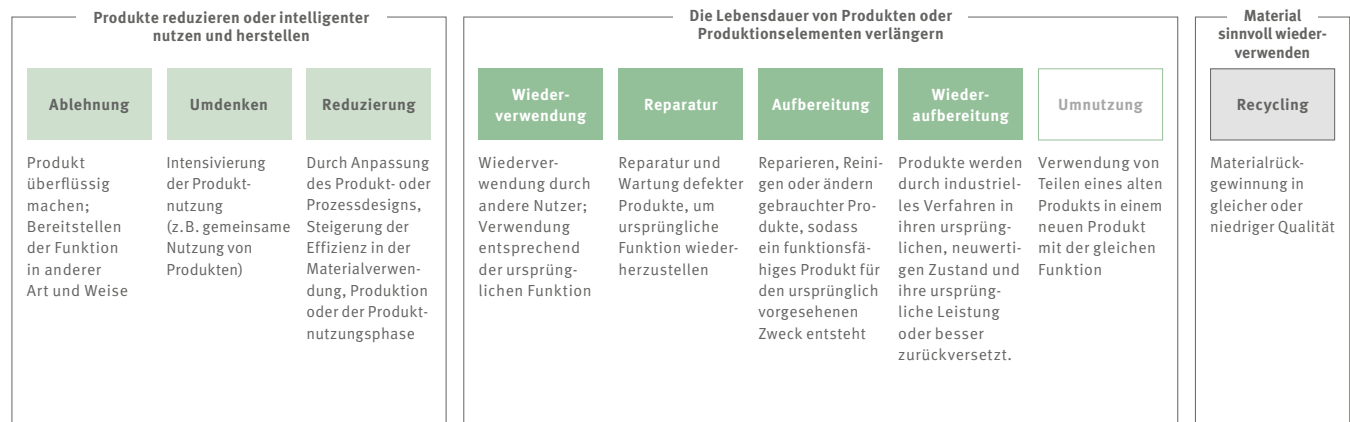 Produkte reduzieren oder intelligenter
nutzen und herstellen
Ablehnung
Produkt
überflüssig
machen;
Bereitstellen
der Funktion
in anderer
Art und Weise
Umdenken
Intensivierung
der Produkt-
nutzung
(z.B. gemeinsame
Nutzung von
Produkten)
Reduzierung
Durch Anpassung
des Produkt- oder
Prozessdesigns,
Steigerung der
Effizienz in der
Materialverwen-
dung, Produktion
oder der Produkt-
nutzungsphase
Die Lebensdauer von Produkten oder
Produktionselementen verlängern
Wieder-
verwendung
Wiederver-
wendung durch
andere Nutzer;
Verwendung
entsprechend
der ursprüng-
lichen Funktion
Reparatur
Reparatur und
Wartung defekter
Produkte, um
ursprüngliche
Funktion wieder-
herzustellen
Aufbereitung
Reparieren, Reini-
gen oder ändern
gebrauchter Pro-
dukte, sodass
ein funktionsfä-
higes Produkt für
den ursprünglich
vorgesehenen
Zweck entsteht
Wieder-
aufbereitung
Produkte werden
durch industriel-
les Verfahren in
ihren ursprüng-
lichen, neuwerti-
gen Zustand und
ihre ursprüng-
liche Leistung
oder besser
zurückversetzt.
Umnutzung
Verwendung von
Teilen eines alten
Produkts in einem
neuen Produkt
mit der gleichen
Funktion
Material
sinnvoll wieder-
verwenden
Recycling
Materialrück-
gewinnung in
gleicher oder
niedriger Qualität